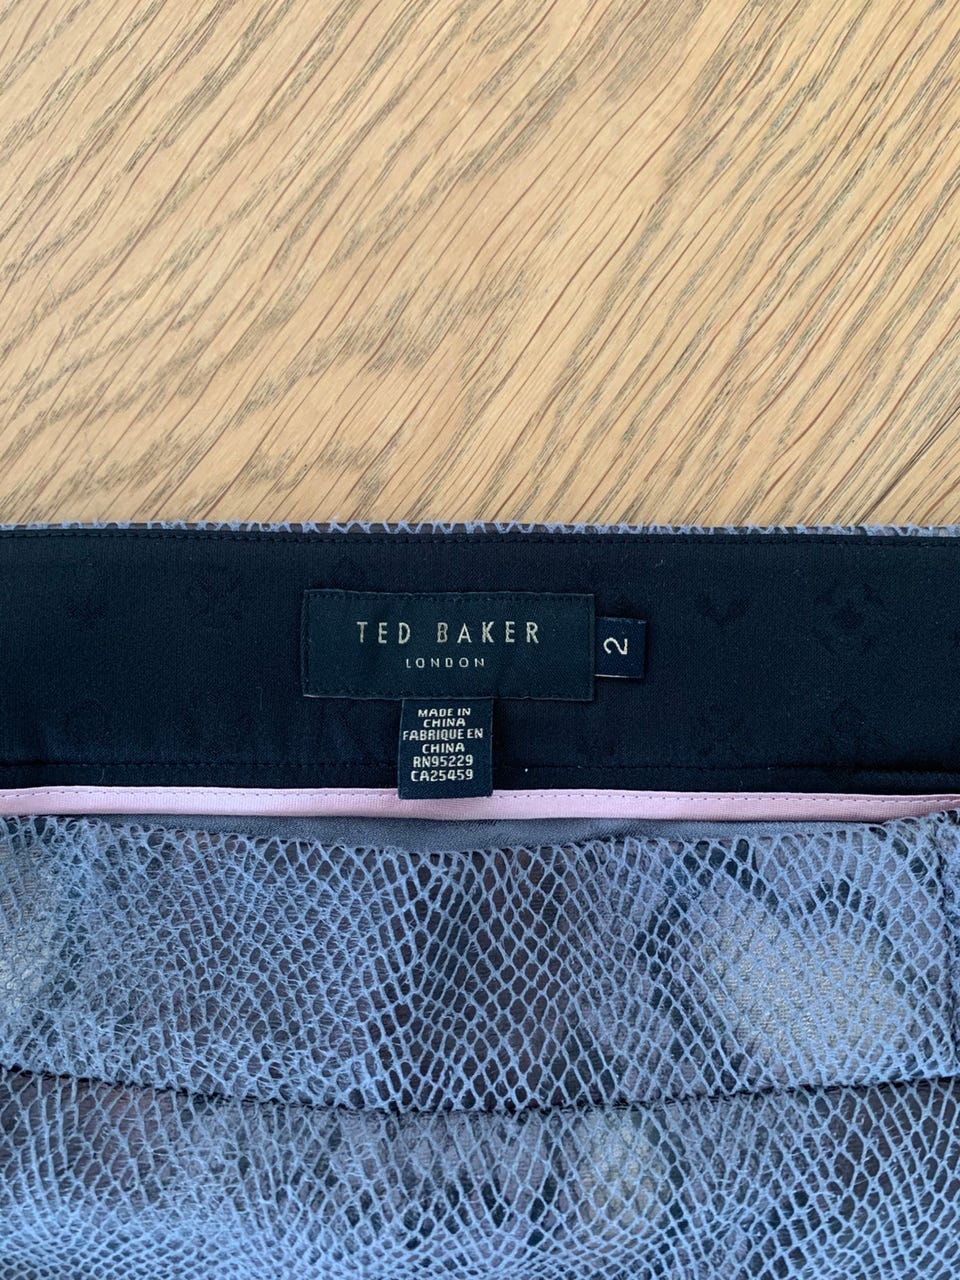 TED BAKER
LONDON
2
MADE IN
CHINA
FABRIQUE EN
CHINA
RN95229
CA25459